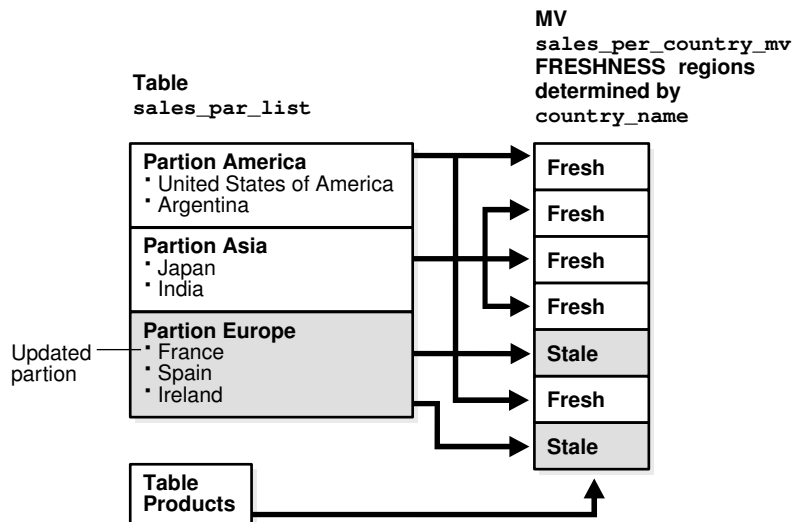 MV
sales_per_country_mv
FRESHNESS regions
determined by
country_name
Table
sales_par_list
Partion America
· United States of America
· Argentina
Partion Asia
· Japan
· India
Partion Europe
· France
· Spain
· Ireland
Updated
partion
Fresh
Fresh
Fresh
Fresh
Stale
Fresh
Stale
Table
Products